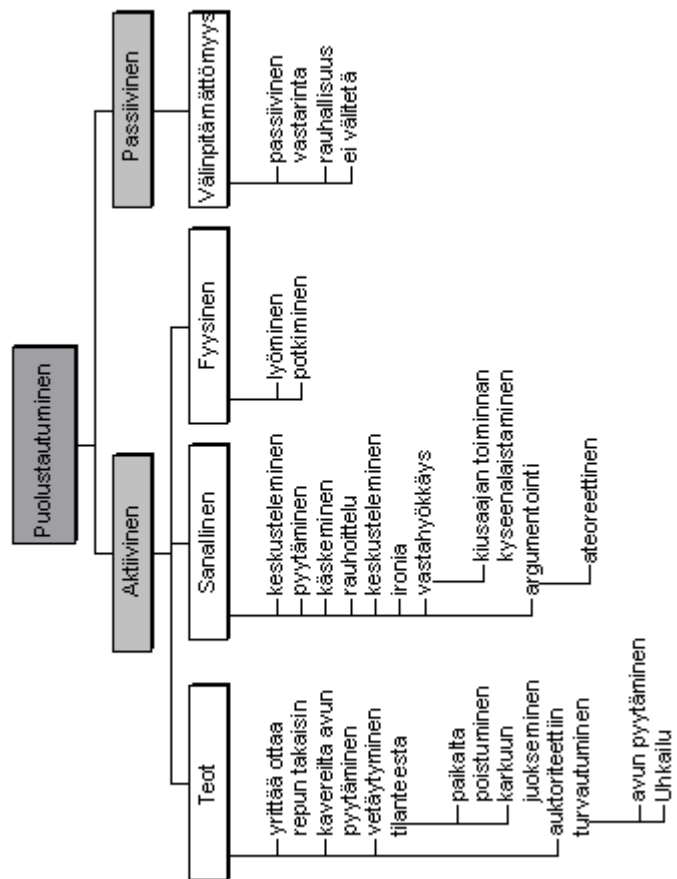 Puolustautuminen
Aktiivinen
Passiivinen
Teot
Sanallinen
Fyysinen
Välinpitämättömyys
yrittää ottaa
repun takaisin
kavereilta avun
pyytäminen
vetäytyminen
tilanteesta
paikalta
poistuminen
karkuun
juokseminen
auktoriteettiin
turvautuminen
avun pyytäminen
Uhkailu
keskusteleminen
pyytäminen
käskeminen
rauhoittelu
keskusteleminen
ironia
vastahyökkäys
kiusaajan toiminnan
kyseenalaistaminen
argumentointi
ateoreettinen
lyöminen
potkiminen
passiivinen
vastarinta
rauhallisuus
ei välitetä